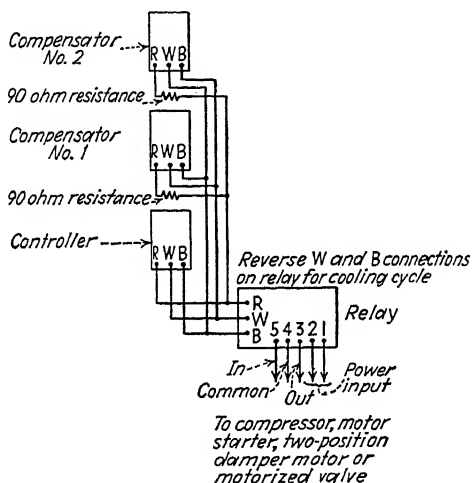 Compensator
No. 2
R W B
90 ohm resistance
Compensator
No. 1
R W B
90 ohm resistance
Controller
R W B
Reverse W and B connections
on relay for cooling cycle
R
W
B
Relay
5 4 3 2 1
In
Common
Out
Power
input
To compressor, motor
starter, two-position
damper motor or
motorized valve